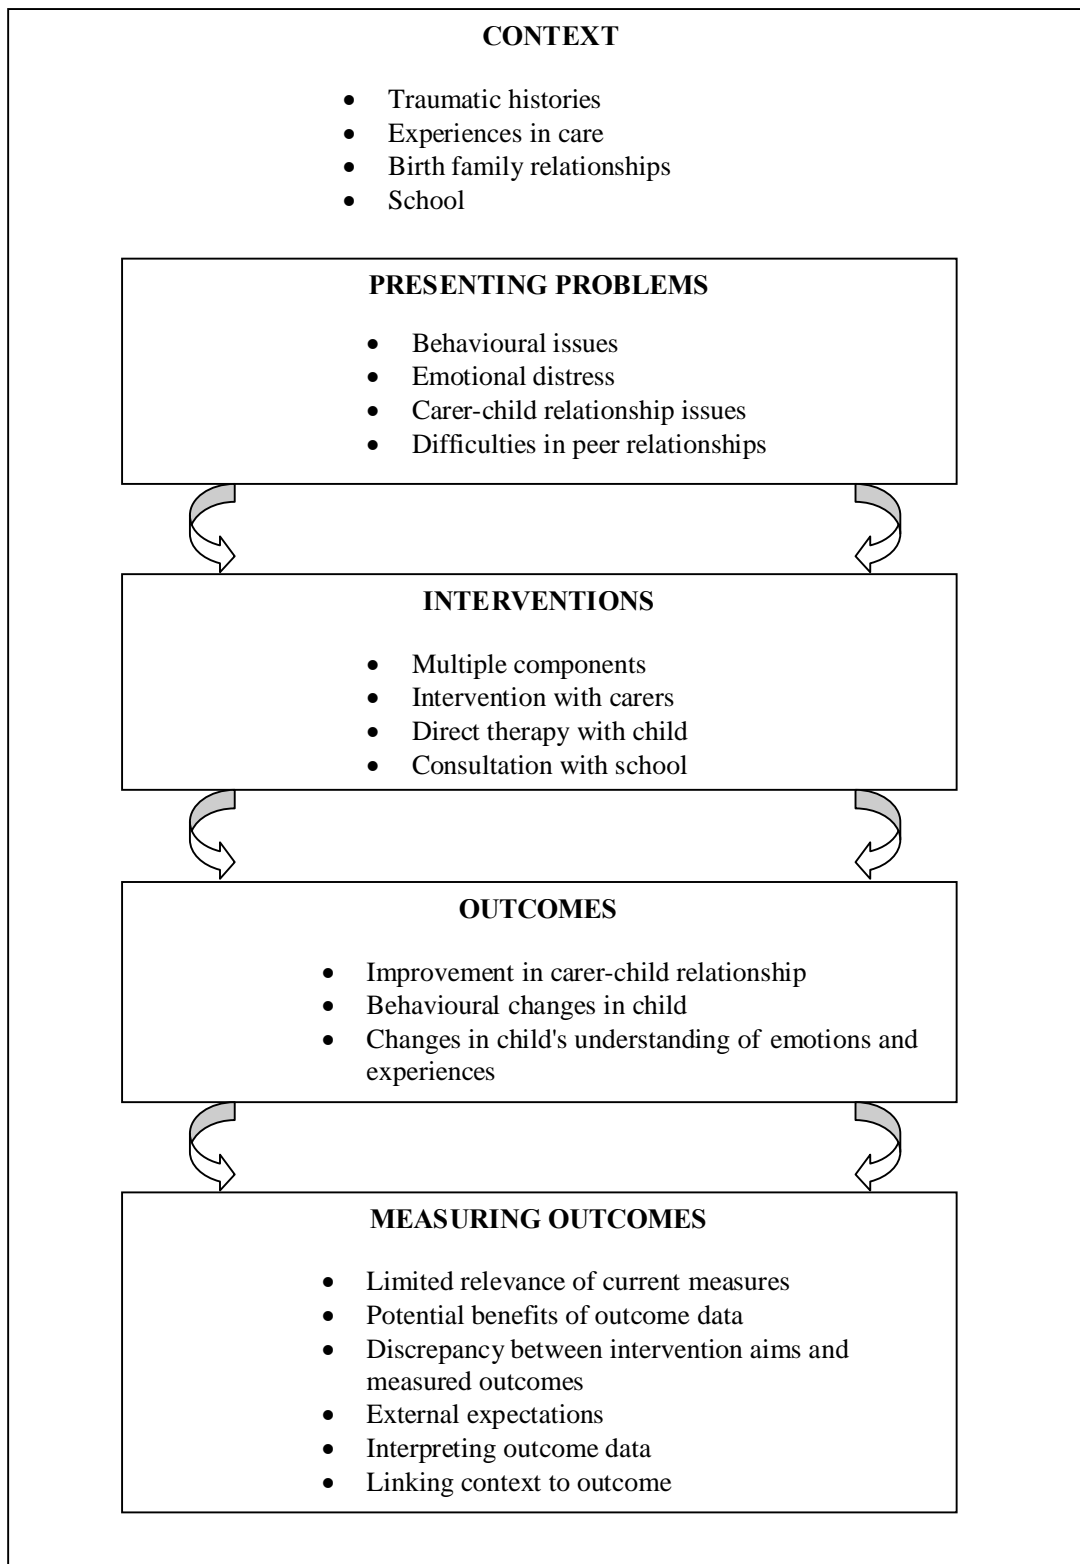 CONTEXT
• Traumatic histories
• Experiences in care
• Birth family relationships
• School
PRESENTING PROBLEMS
• Behavioural issues
• Emotional distress
• Carer-child relationship issues
• Difficulties in peer relationships
INTERVENTIONS
• Multiple components
• Intervention with carers
• Direct therapy with child
• Consultation with school
OUTCOMES
• Improvement in carer-child relationship
• Behavioural changes in child
• Changes in child's understanding of emotions and
experiences
MEASURING OUTCOMES
• Limited relevance of current measures
• Potential benefits of outcome data
• Discrepancy between intervention aims and
measured outcomes
• External expectations
• Interpreting outcome data
• Linking context to outcome